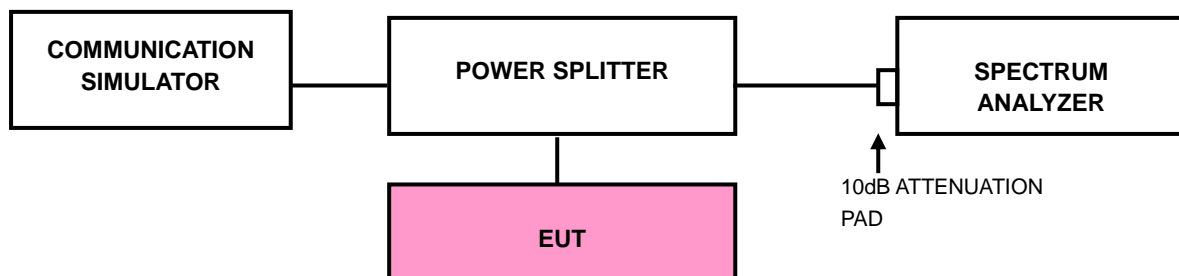 COMMUNICATION
SIMULATOR
POWER SPLITTER
SPECTRUM
ANALYZER
10dB ATTENUATION
PAD
EUT